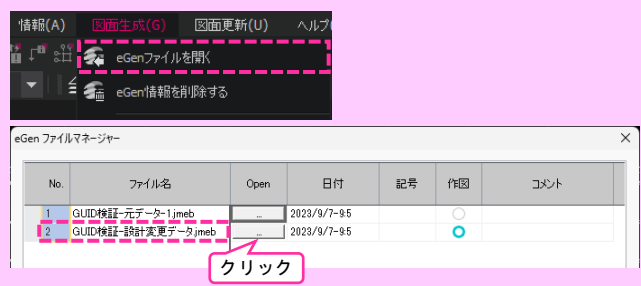 情報(A) 図面生成(G) 図面更新(U) ヘルプ
eGenファイルを開く
eGen情報を削除する
eGen ファイルマネージャー
No. ファイル名 Open 日付 記号 作図 コメント
1 GUID検証-元データ-1.jmeb ... 2023/9/7-9:5
2 GUID検証-設計変更データ.jmeb ... 2023/9/7-9:5
クリック